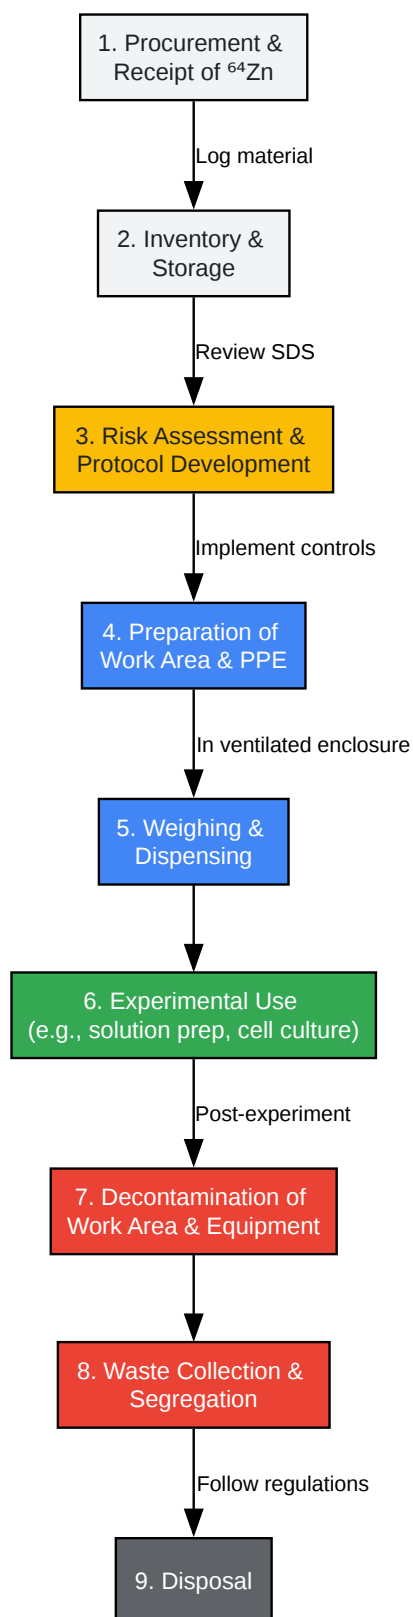 1. Procurement &
Receipt of ⁶⁴Zn
Log material
2. Inventory &
Storage
Review SDS
3. Risk Assessment &
Protocol Development
Implement controls
4. Preparation of
Work Area & PPE
In ventilated enclosure
5. Weighing &
Dispensing
6. Experimental Use
(e.g., solution prep, cell culture)
Post-experiment
7. Decontamination of
Work Area & Equipment
8. Waste Collection &
Segregation
Follow regulations
9. Disposal